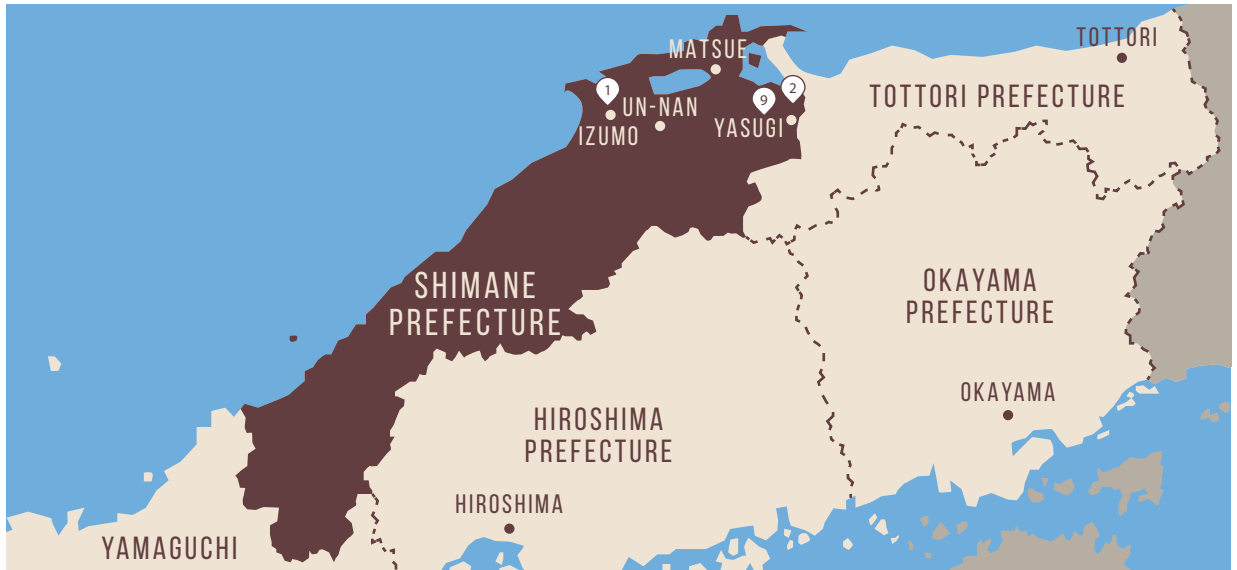 TOTTORI
MATSUE
1
2
9
TOTTORI PREFECTURE
UN-NAN
IZUMO
YASUGI
SHIMANE
PREFECTURE
OKAYAMA
PREFECTURE
OKAYAMA
HIROSHIMA
PREFECTURE
HIROSHIMA
YAMAGUCHI